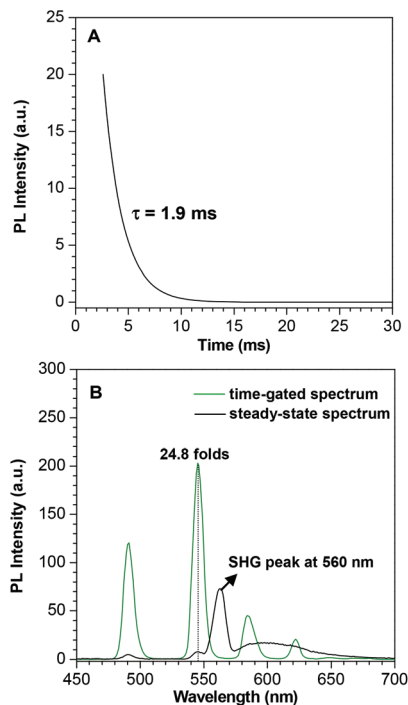 A
25
20
15
10
5
0
PL Intensity (a.u.)
τ = 1.9 ms
0 5 10 15 20 25 30
Time (ms)
B
300
250
200
150
100
50
0
PL Intensity (a.u.)
time-gated spectrum
steady-state spectrum
24.8 folds
SHG peak at 560 nm
450 500 550 600 650 700
Wavelength (nm)